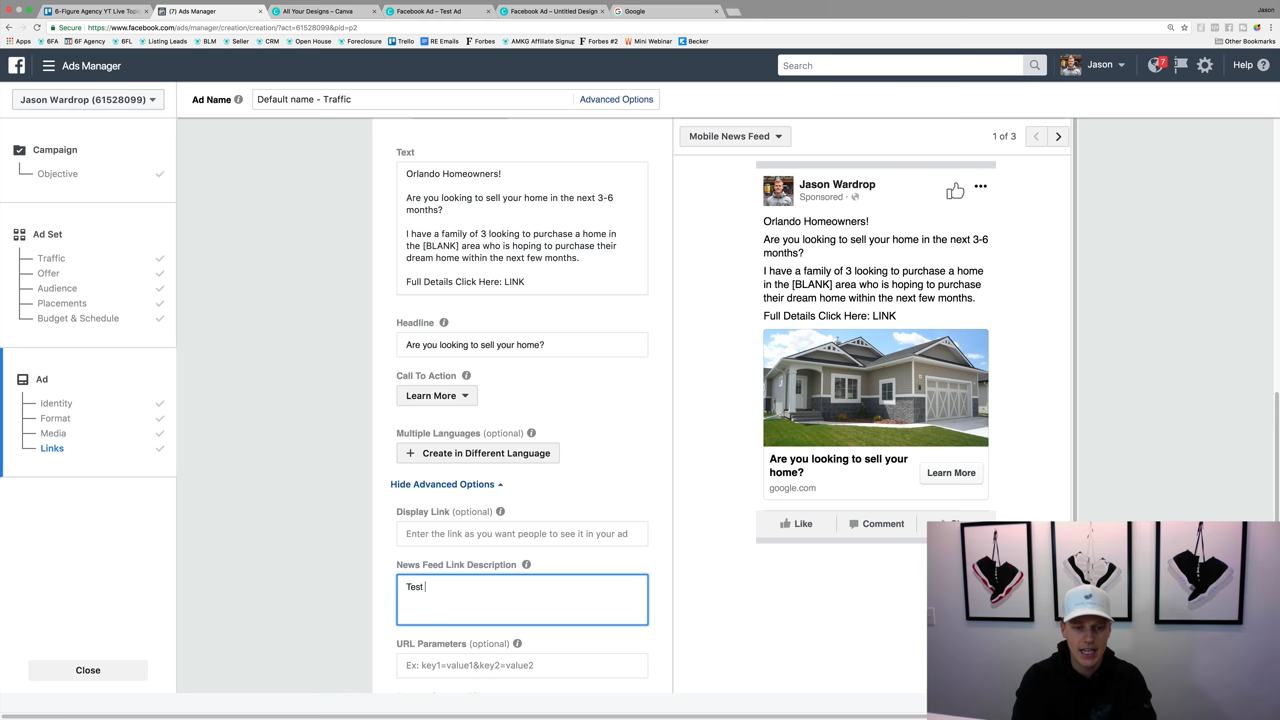 6-Figure Agency YT Live Topic
(7) Ads Manager
All Your Designs – Canva
Facebook Ad – Test Ad
Facebook Ad – Untitled Design
Google
Jason
Secure
https://www.facebook.com/ads/manager/creation/creation/?act=61528099&pid=p2
Apps 6FA 6F Agency 6FL Listing Leads BLM Seller CRM Open House Foreclosure Trello RE Emails Forbes AMKG Affiliate Signup Forbes #2 Mini Webinar Becker Other Bookmarks
Ads Manager
Search
Jason
7
Help
Jason Wardrop (61528099)
Ad Name
Default name - Traffic
Advanced Options
Campaign
Objective
Ad Set
Traffic
Offer
Audience
Placements
Budget & Schedule
Ad
Identity
Format
Media
Links
Close
Text
Orlando Homeowners!
Are you looking to sell your home in the next 3-6
months?
I have a family of 3 looking to purchase a home in
the [BLANK] area who is hoping to purchase their
dream home within the next few months.
Full Details Click Here: LINK
Headline
Are you looking to sell your home?
Call To Action
Learn More
Multiple Languages (optional)
+ Create in Different Language
Hide Advanced Options
Display Link (optional)
Enter the link as you want people to see it in your ad
News Feed Link Description
Test
URL Parameters (optional)
Ex: key1=value1&key2=value2
Mobile News Feed
1 of 3
Jason Wardrop
Sponsored ·
Orlando Homeowners!
Are you looking to sell your home in the next 3-6
months?
I have a family of 3 looking to purchase a home
in the [BLANK] area who is hoping to purchase
their dream home within the next few months.
Full Details Click Here: LINK
Are you looking to sell your
home?
google.com
Learn More
Like
Comment